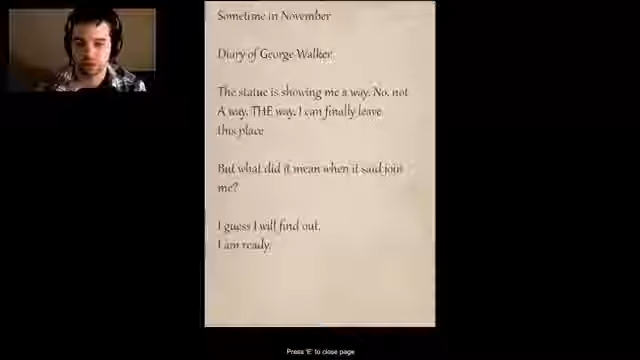 Sometime in November
Diary of George Walker
The statue is showing me a way. No, not
A way. THE way. I can finally leave
this place
But what did it mean when it said join
me?
I guess I will find out.
I am ready.
Press 'E' to close page